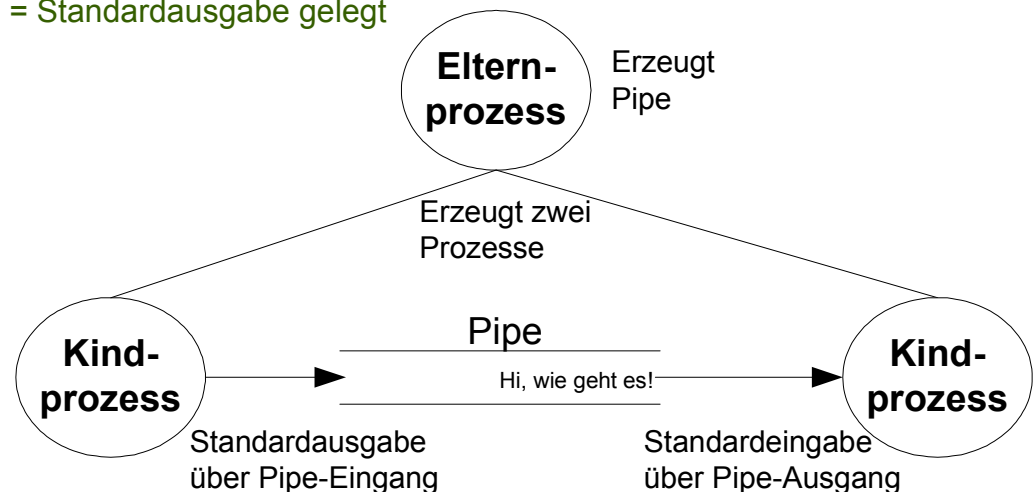 = Standardausgabe gelegt
Eltern-
prozess
Erzeugt
Pipe
Erzeugt zwei
Prozesse
Pipe
Kind-
prozess
Hi, wie geht es!
Kind-
prozess
Standardausgabe
über Pipe-Eingang
Standardeingabe
über Pipe-Ausgang